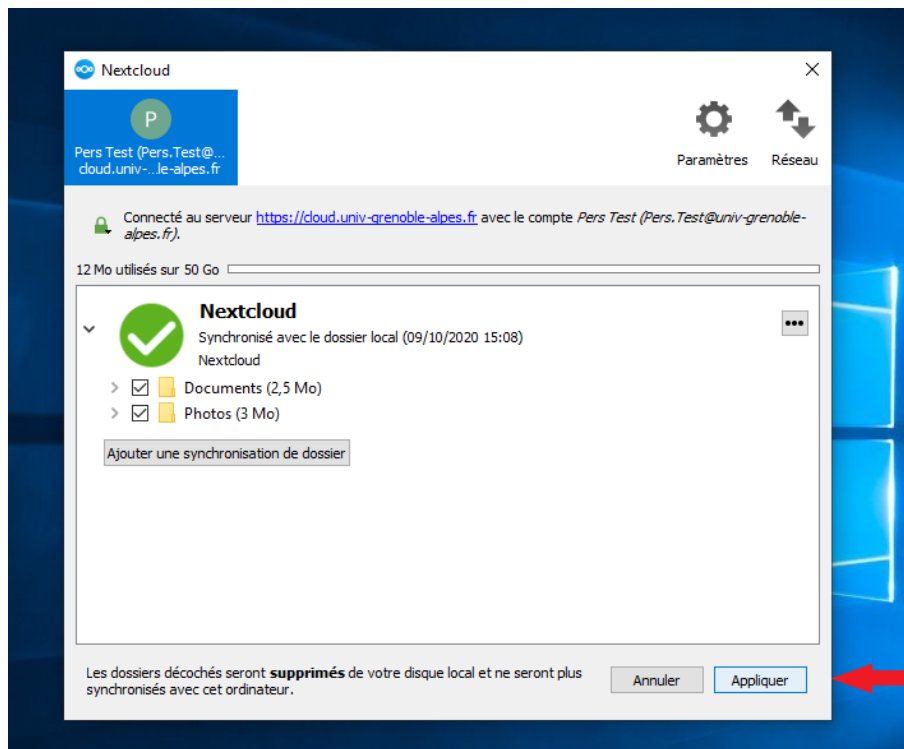 Nextcloud
P
Pers Test (Pers.Test@...
cloud.univ-...le-alpes.fr
Paramètres
Réseau
Connecté au serveur https://cloud.univ-grenoble-alpes.fr avec le compte Pers Test (Pers.Test@univ-grenoble-
alpes.fr).
12 Mo utilisés sur 50 Go
Nextcloud
Synchronisé avec le dossier local (09/10/2020 15:08)
Nextcloud
Documents (2,5 Mo)
Photos (3 Mo)
Ajouter une synchronisation de dossier
Les dossiers décochés seront supprimés de votre disque local et ne seront plus
synchronisés avec cet ordinateur.
Annuler
Appliquer